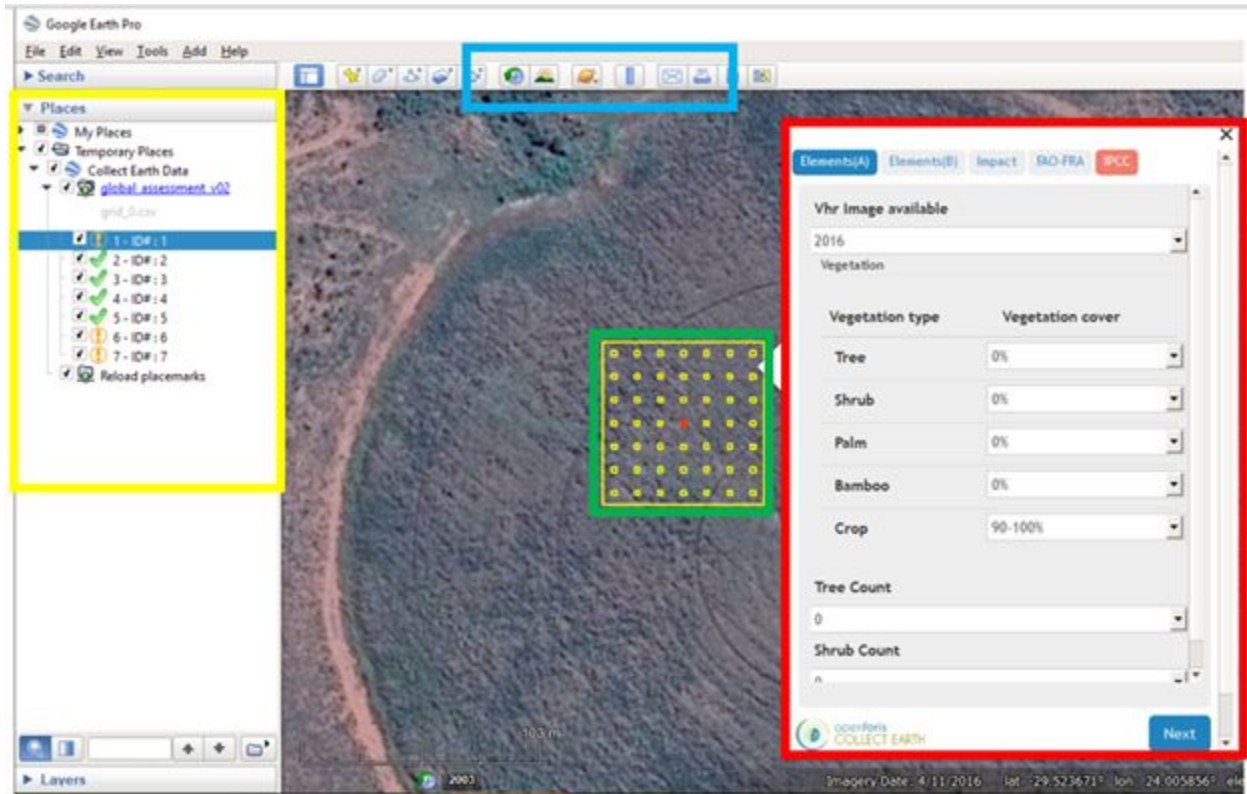 Google Earth Pro
File Edit View Tools Add Help
Search
Places
My Places
Temporary Places
Collect Earth Data
global_assessment_v02
grid_0.csv
1 - ID# : 1
2 - ID# : 2
3 - ID# : 3
4 - ID# : 4
5 - ID# : 5
6 - ID# : 6
7 - ID# : 7
Reload placemarks
Layers
103 m
2003
Imagery Date: 4/11/2016 lat -29.523671° lon 24.005856° ele
Elements(A) Elements(B) Impact FAO-FRA IPCC
Vhr Image available
2016
Vegetation
Vegetation type Vegetation cover
Tree 0%
Shrub 0%
Palm 0%
Bamboo 0%
Crop 90-100%
Tree Count
0
Shrub Count
openforis
COLLECT EARTH
Next